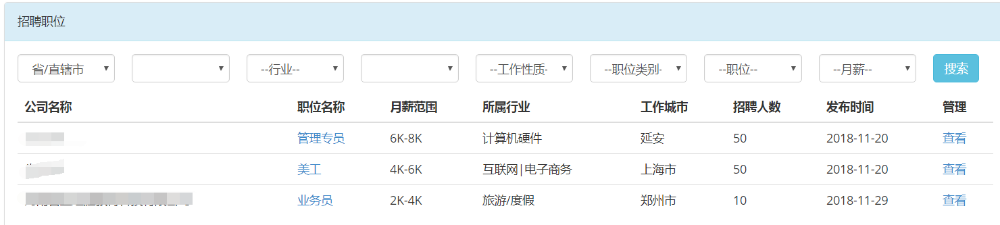 招聘职位
省/直辖市 --行业-- --工作性质- --职位类别- --职位-- --月薪-- 搜索
公司名称 职位名称 月薪范围 所属行业 工作城市 招聘人数 发布时间 管理
管理专员 6K-8K 计算机硬件 延安 50 2018-11-20 查看
美工 4K-6K 互联网|电子商务 上海市 50 2018-11-20 查看
业务员 2K-4K 旅游/度假 郑州市 10 2018-11-29 查看